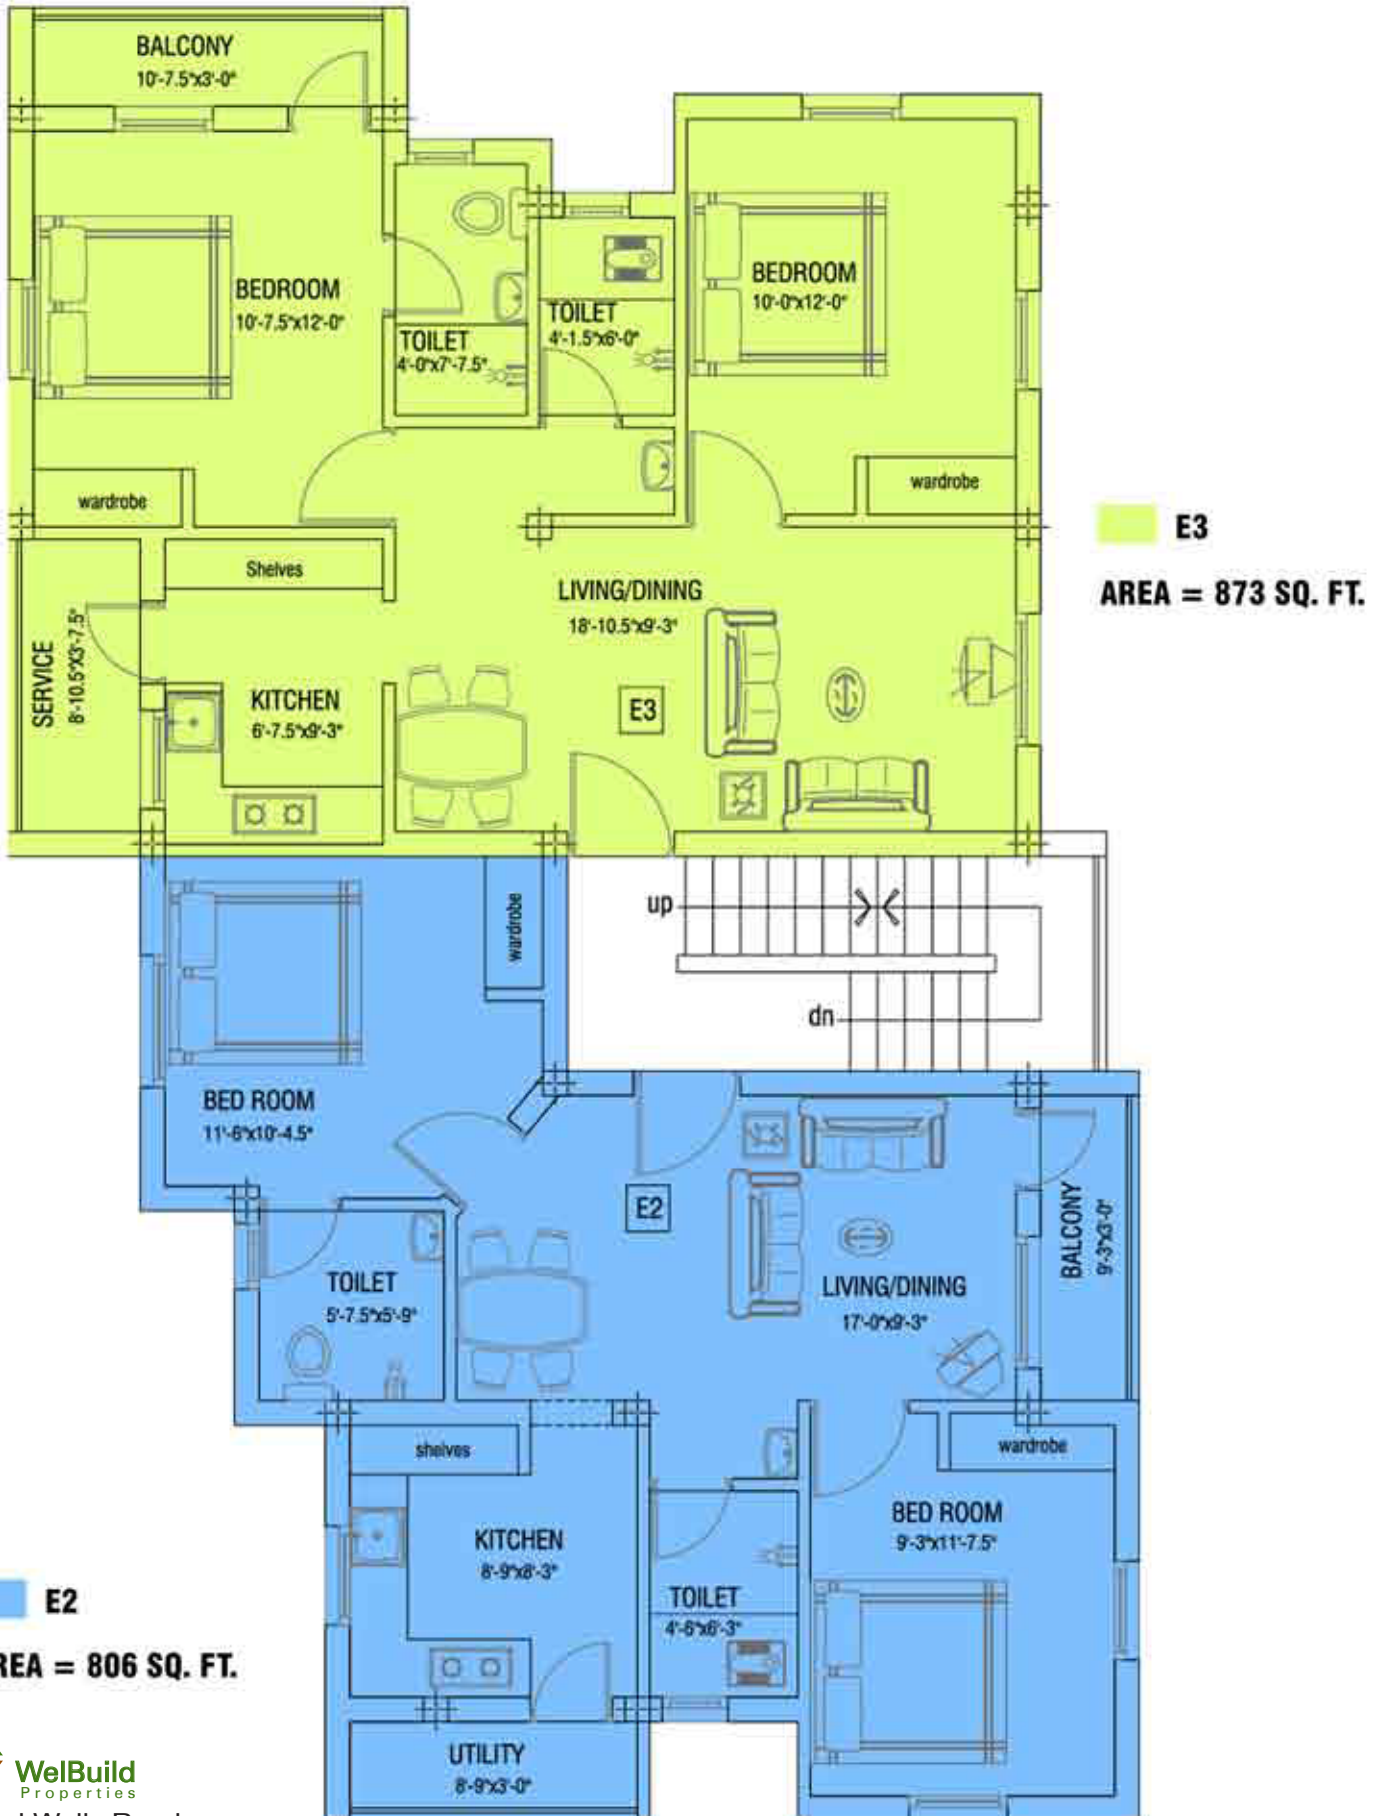 BALCONY
10'-7.5"x3'-0"
BEDROOM
10'-7.5"x12'-0"
TOILET
4'-0"x7'-7.5"
TOILET
4'-1.5"x6'-0"
BEDROOM
10'-0"x12'-0"
wardrobe
wardrobe
E3
AREA = 873 SQ. FT.
Shelves
LIVING/DINING
18'-10.5"x9'-3"
SERVICE
8'-10.5"X3'-7.5"
KITCHEN
6'-7.5"x9'-3"
E3
up
wardrobe
dn
BED ROOM
11'-6"x10'-4.5"
E2
BALCONY
9'-3"x3'-0"
TOILET
5'-7.5"x5'-9"
LIVING/DINING
17'-0"x9'-3"
shelves
wardrobe
KITCHEN
8'-9"x8'-3"
BED ROOM
9'-3"x11'-7.5"
TOILET
4'-6"x6'-3"
E2
REA = 806 SQ. FT.
UTILITY
8'-9"x3'-0"
WelBuild
Properties